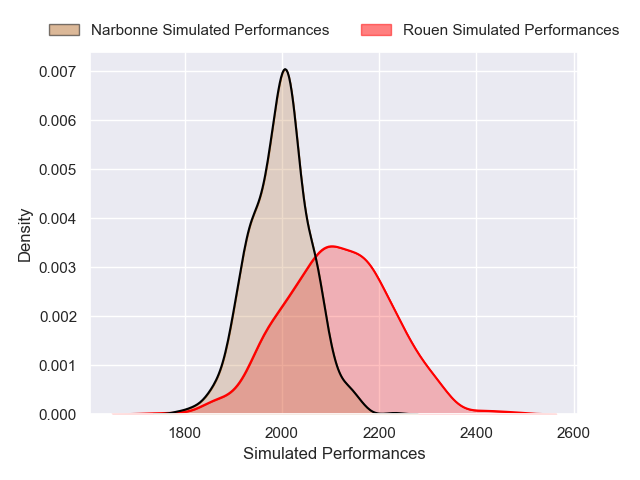 Narbonne Simulated Performances Rouen Simulated Performances
0.007
0.006
0.005
0.004
0.003
0.002
0.001
0.000
Density
1800 2000 2200 2400 2600
Simulated Performances